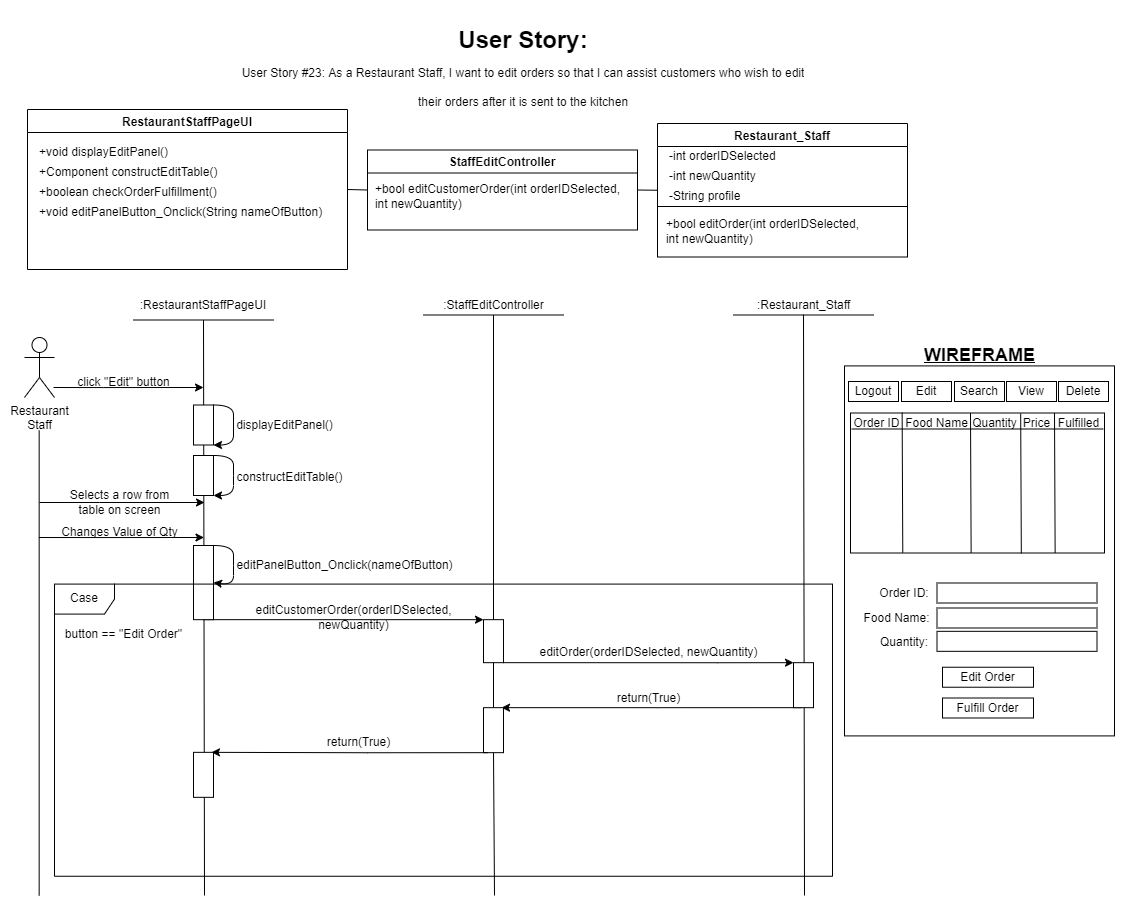 User Story:
User Story #23: As a Restaurant Staff, I want to edit orders so that I can assist customers who wish to edit
their orders after it is sent to the kitchen
RestaurantStaffPageUI
+void displayEditPanel()
+Component constructEditTable()
+boolean checkOrderFulfillment()
+void editPanelButton_Onclick(String nameOfButton)
StaffEditController
+bool editCustomerOrder(int orderIDSelected,
int newQuantity)
Restaurant_Staff
-int orderIDSelected
-int newQuantity
-String profile
+bool editOrder(int orderIDSelected,
int newQuantity)
:RestaurantStaffPageUI
:StaffEditController
:Restaurant_Staff
Restaurant
Staff
click "Edit" button
displayEditPanel()
constructEditTable()
Selects a row from
table on screen
Changes Value of Qty
editPanelButton_Onclick(nameOfButton)
Case
button == "Edit Order"
editCustomerOrder(orderIDSelected,
newQuantity)
editOrder(orderIDSelected, newQuantity)
return(True)
return(True)
WIREFRAME
Logout Edit Search View Delete
Order ID Food Name Quantity Price Fulfilled
Order ID:
Food Name:
Quantity:
Edit Order
Fulfill Order